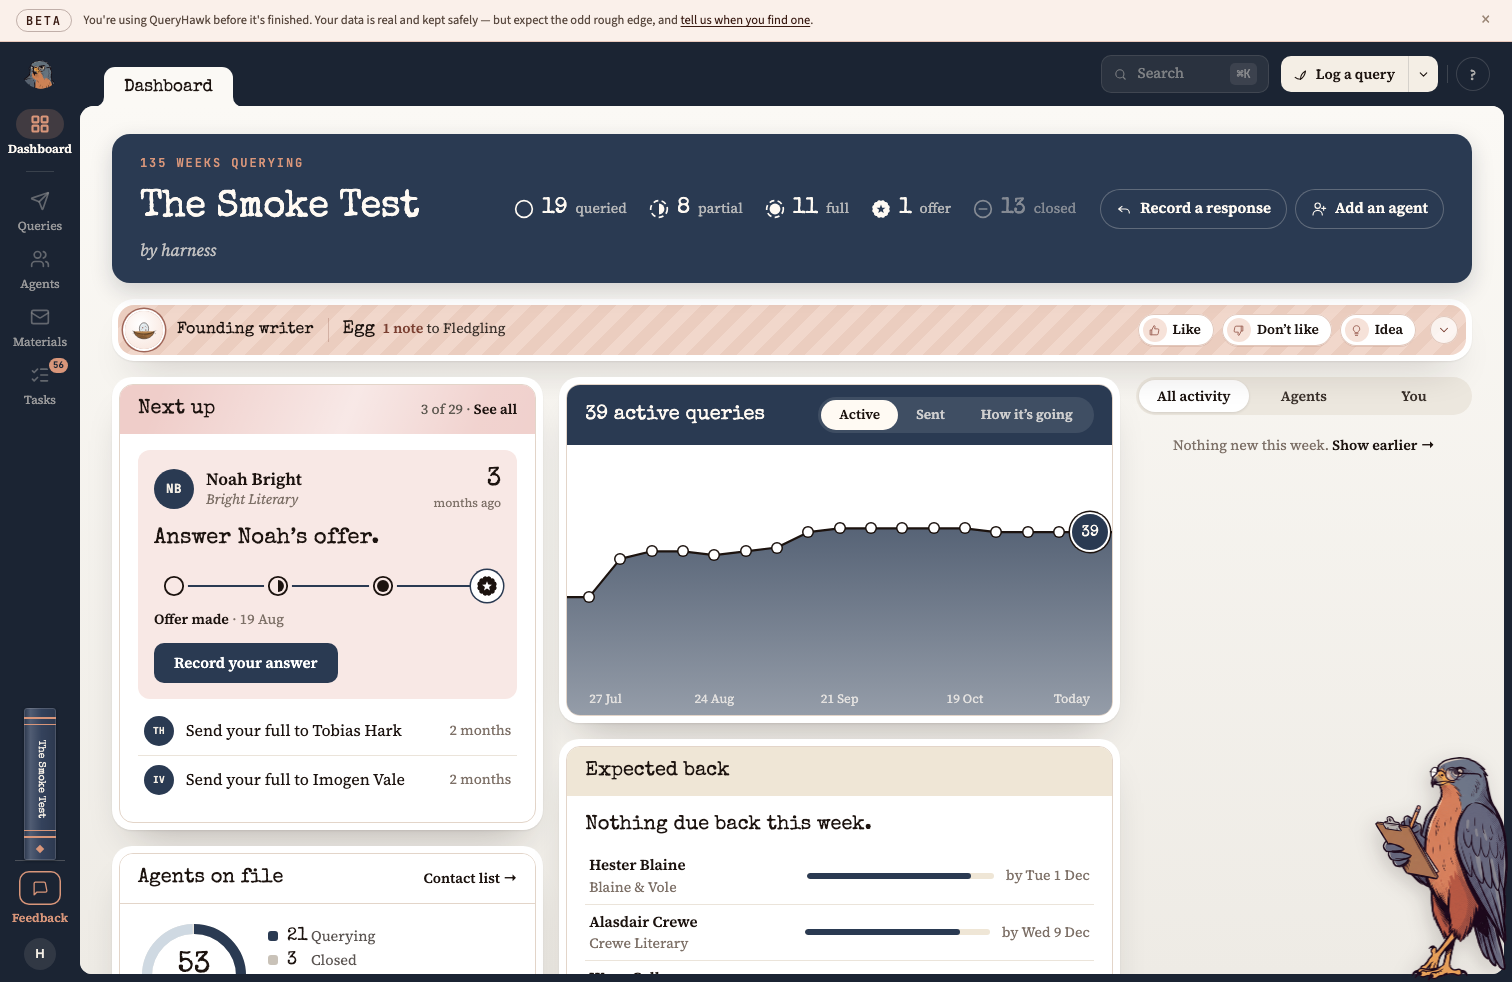 BETA You're using QueryHawk before it's finished. Your data is real and kept safely — but expect the odd rough edge, and tell us when you find one. ×
Dashboard
Search ⌘K
Log a query
?
Dashboard
Queries
Agents
Materials
56
Tasks
The Smoke Test
Feedback
H
135 WEEKS QUERYING
The Smoke Test
by harness
19 queried
8 partial
11 full
1 offer
13 closed
Record a response
Add an agent
Founding writer
Egg 1 note to Fledgling
Like
Don't like
Idea
Next up
3 of 29 · See all
NB
Noah Bright
Bright Literary
3
months ago
Answer Noah's offer.
Offer made · 19 Aug
Record your answer
TH Send your full to Tobias Hark 2 months
IV Send your full to Imogen Vale 2 months
Agents on file
Contact list →
53
21 Querying
3 Closed
39 active queries
Active Sent How it's going
39
27 Jul 24 Aug 21 Sep 19 Oct Today
Expected back
Nothing due back this week.
Hester Blaine
Blaine & Vole
by Tue 1 Dec
Alasdair Crewe
Crewe Literary
by Wed 9 Dec
All activity Agents You
Nothing new this week. Show earlier →